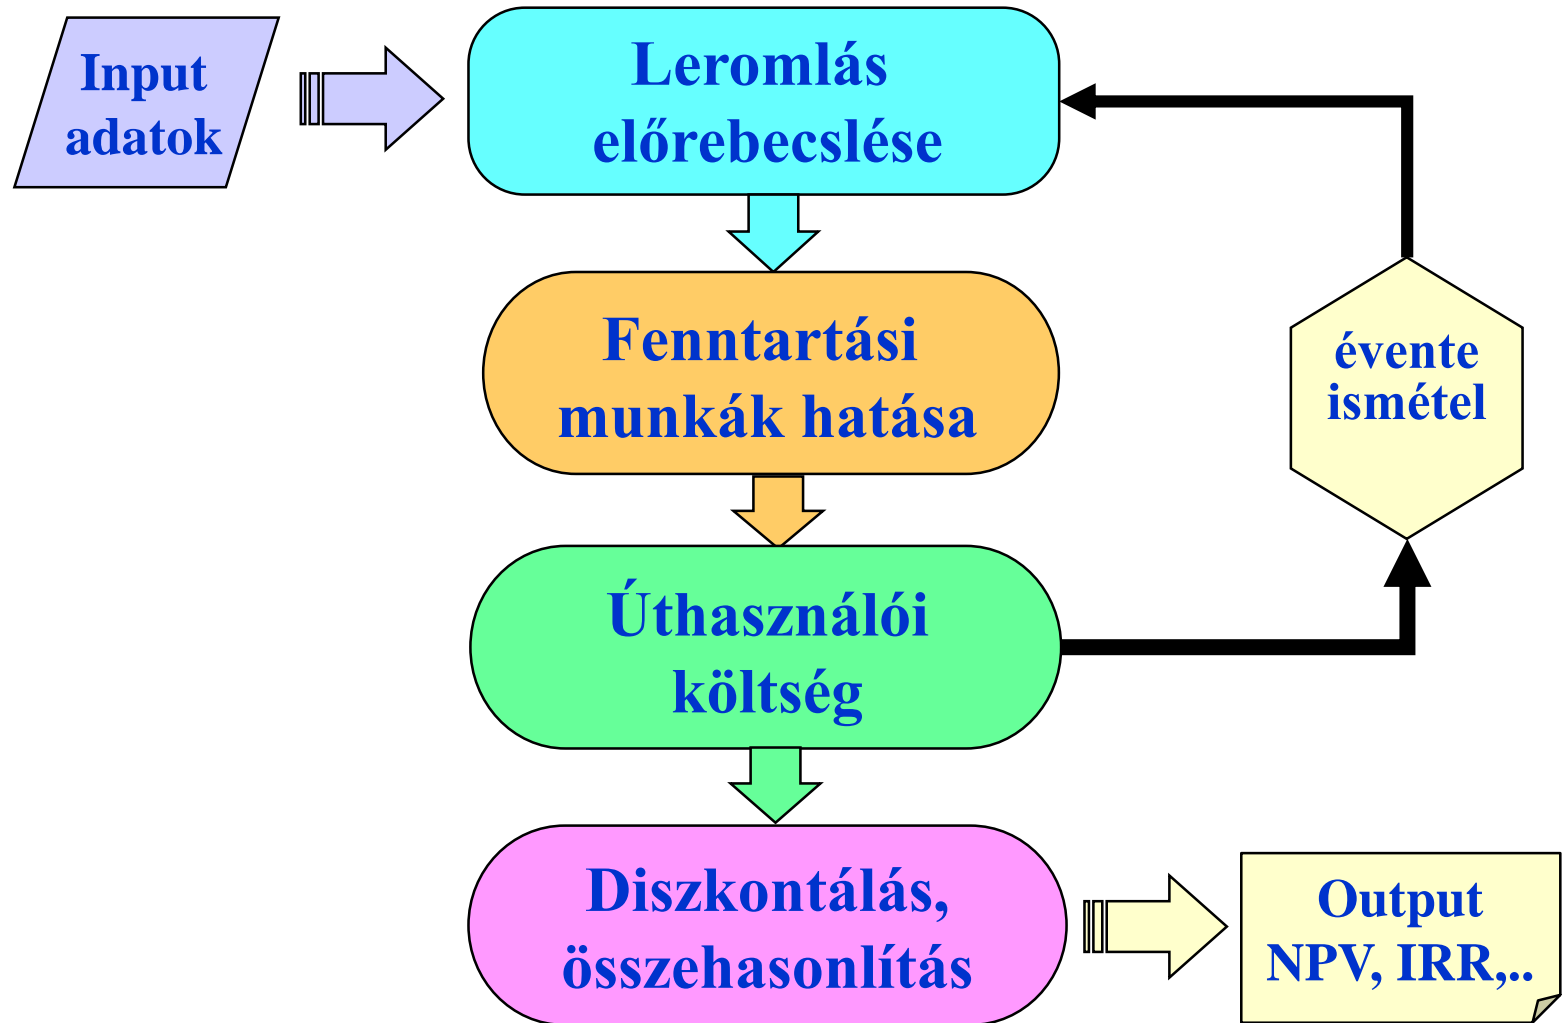 Input
adatok
Leromlás
előrebecslése
Fenntartási
munkák hatása
évente
ismétel
Úthasználói
költség
Diszkontálás,
összehasonlítás
Output
NPV, IRR,..